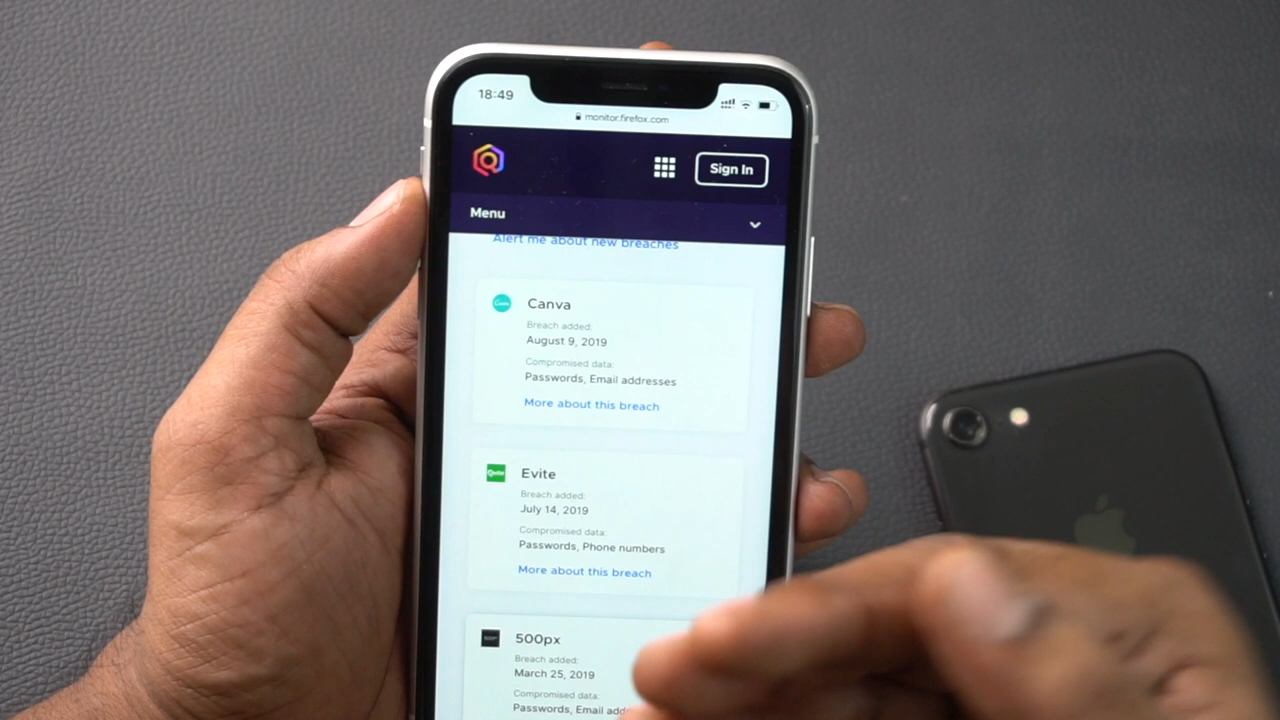 18:49
monitor.firefox.com
Sign In
Menu
Alert me about new breaches
Canva
Breach added:
August 9, 2019
Compromised data:
Passwords, Email addresses
More about this breach
Evite
Breach added:
July 14, 2019
Compromised data:
Passwords, Phone numbers
More about this breach
500px
Breach added:
March 25, 2019
Compromised data:
Passwords, Email